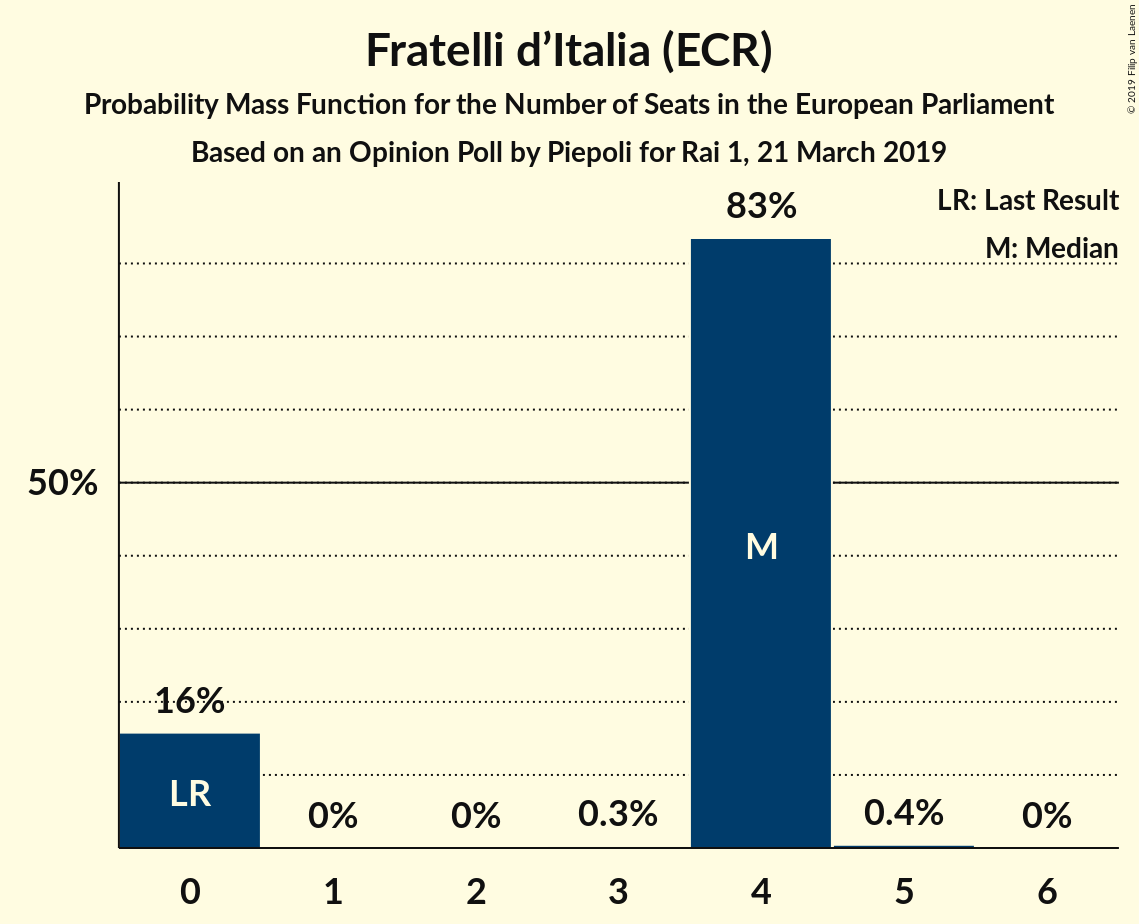 Fratelli d’Italia (ECR)
Probability Mass Function for the Number of Seats in the European Parliament
Based on an Opinion Poll by Piepoli for Rai 1, 21 March 2019
© 2019 Filip van Laenen
LR: Last Result
M: Median
83%
50%
M
16%
LR
0%
0%
0.3%
0.4%
0%
0
1
2
3
4
5
6